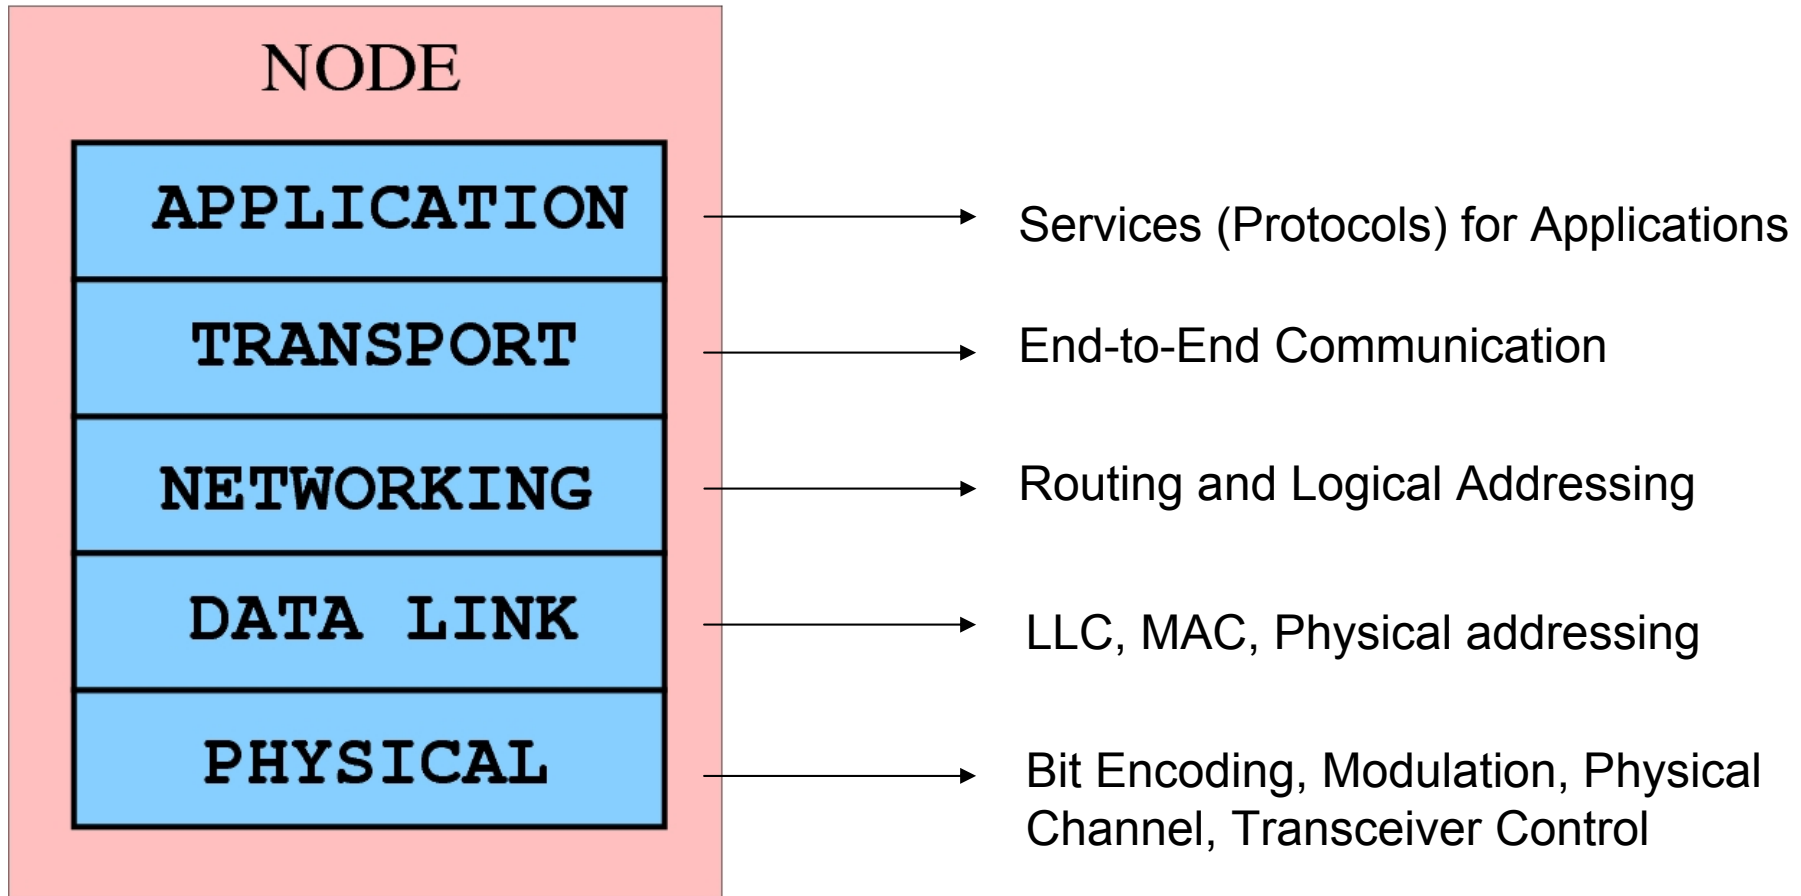 NODE
APPLICATION
Services (Protocols) for Applications
TRANSPORT
End-to-End Communication
NETWORKING
Routing and Logical Addressing
DATA LINK
LLC, MAC, Physical addressing
PHYSICAL
Bit Encoding, Modulation, Physical
Channel, Transceiver Control